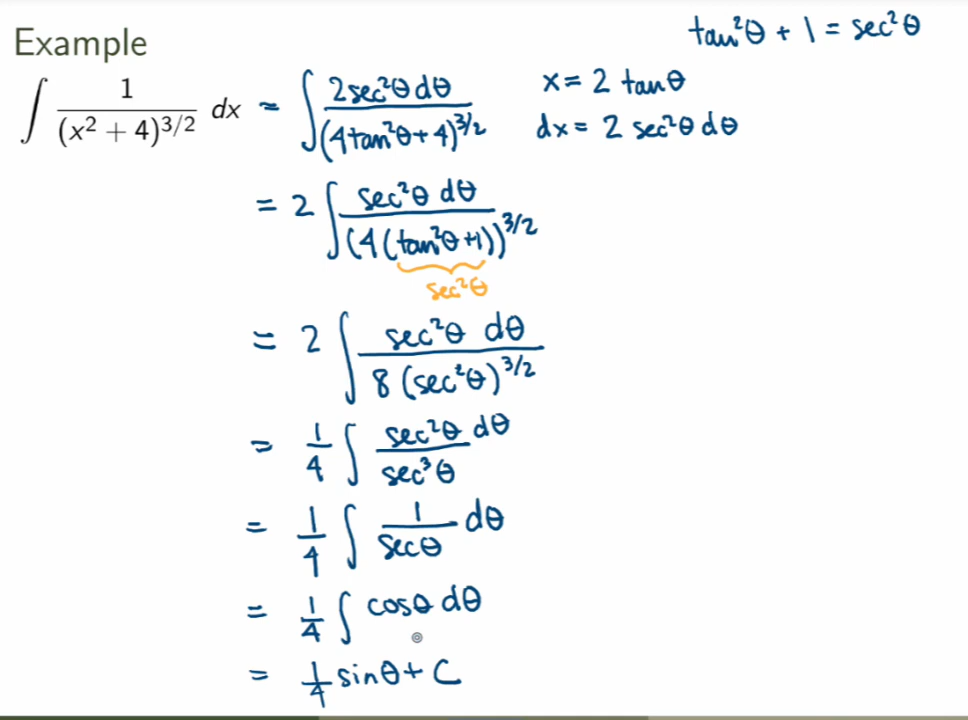 Example
tan²θ + 1 = sec²θ
∫ 1/(x² + 4)^{3/2} dx = ∫ 2sec²θ dθ/(4tan²θ + 4)^{3/2}
x = 2 tanθ
dx = 2 sec²θ dθ
= 2 ∫ sec²θ dθ/(4(tan²θ+1))^{3/2}
sec²θ
= 2 ∫ sec²θ dθ/8(sec²θ)^{3/2}
= 1/4 ∫ sec²θ dθ/sec³θ
= 1/4 ∫ 1/secθ dθ
= 1/4 ∫ cosθ dθ
= 1/4 sinθ + C